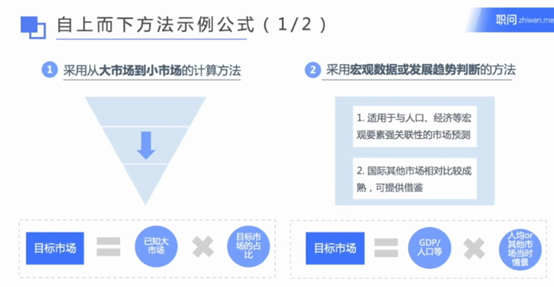 自上而下方法示例公式（1/2）
职问 zhiwen.me
1 采用从大市场到小市场的计算方法
2 采用宏观数据或发展趋势判断的方法
1. 适用于与人口、经济等宏
观要素强关联性的市场预测
2. 国际其他市场相对比较成
熟，可提供借鉴
目标市场
=
已知大
市场
×
目标市
场的占
比
目标市场
=
GDP/
人口等
×
人均or
其他市
场当时
情景